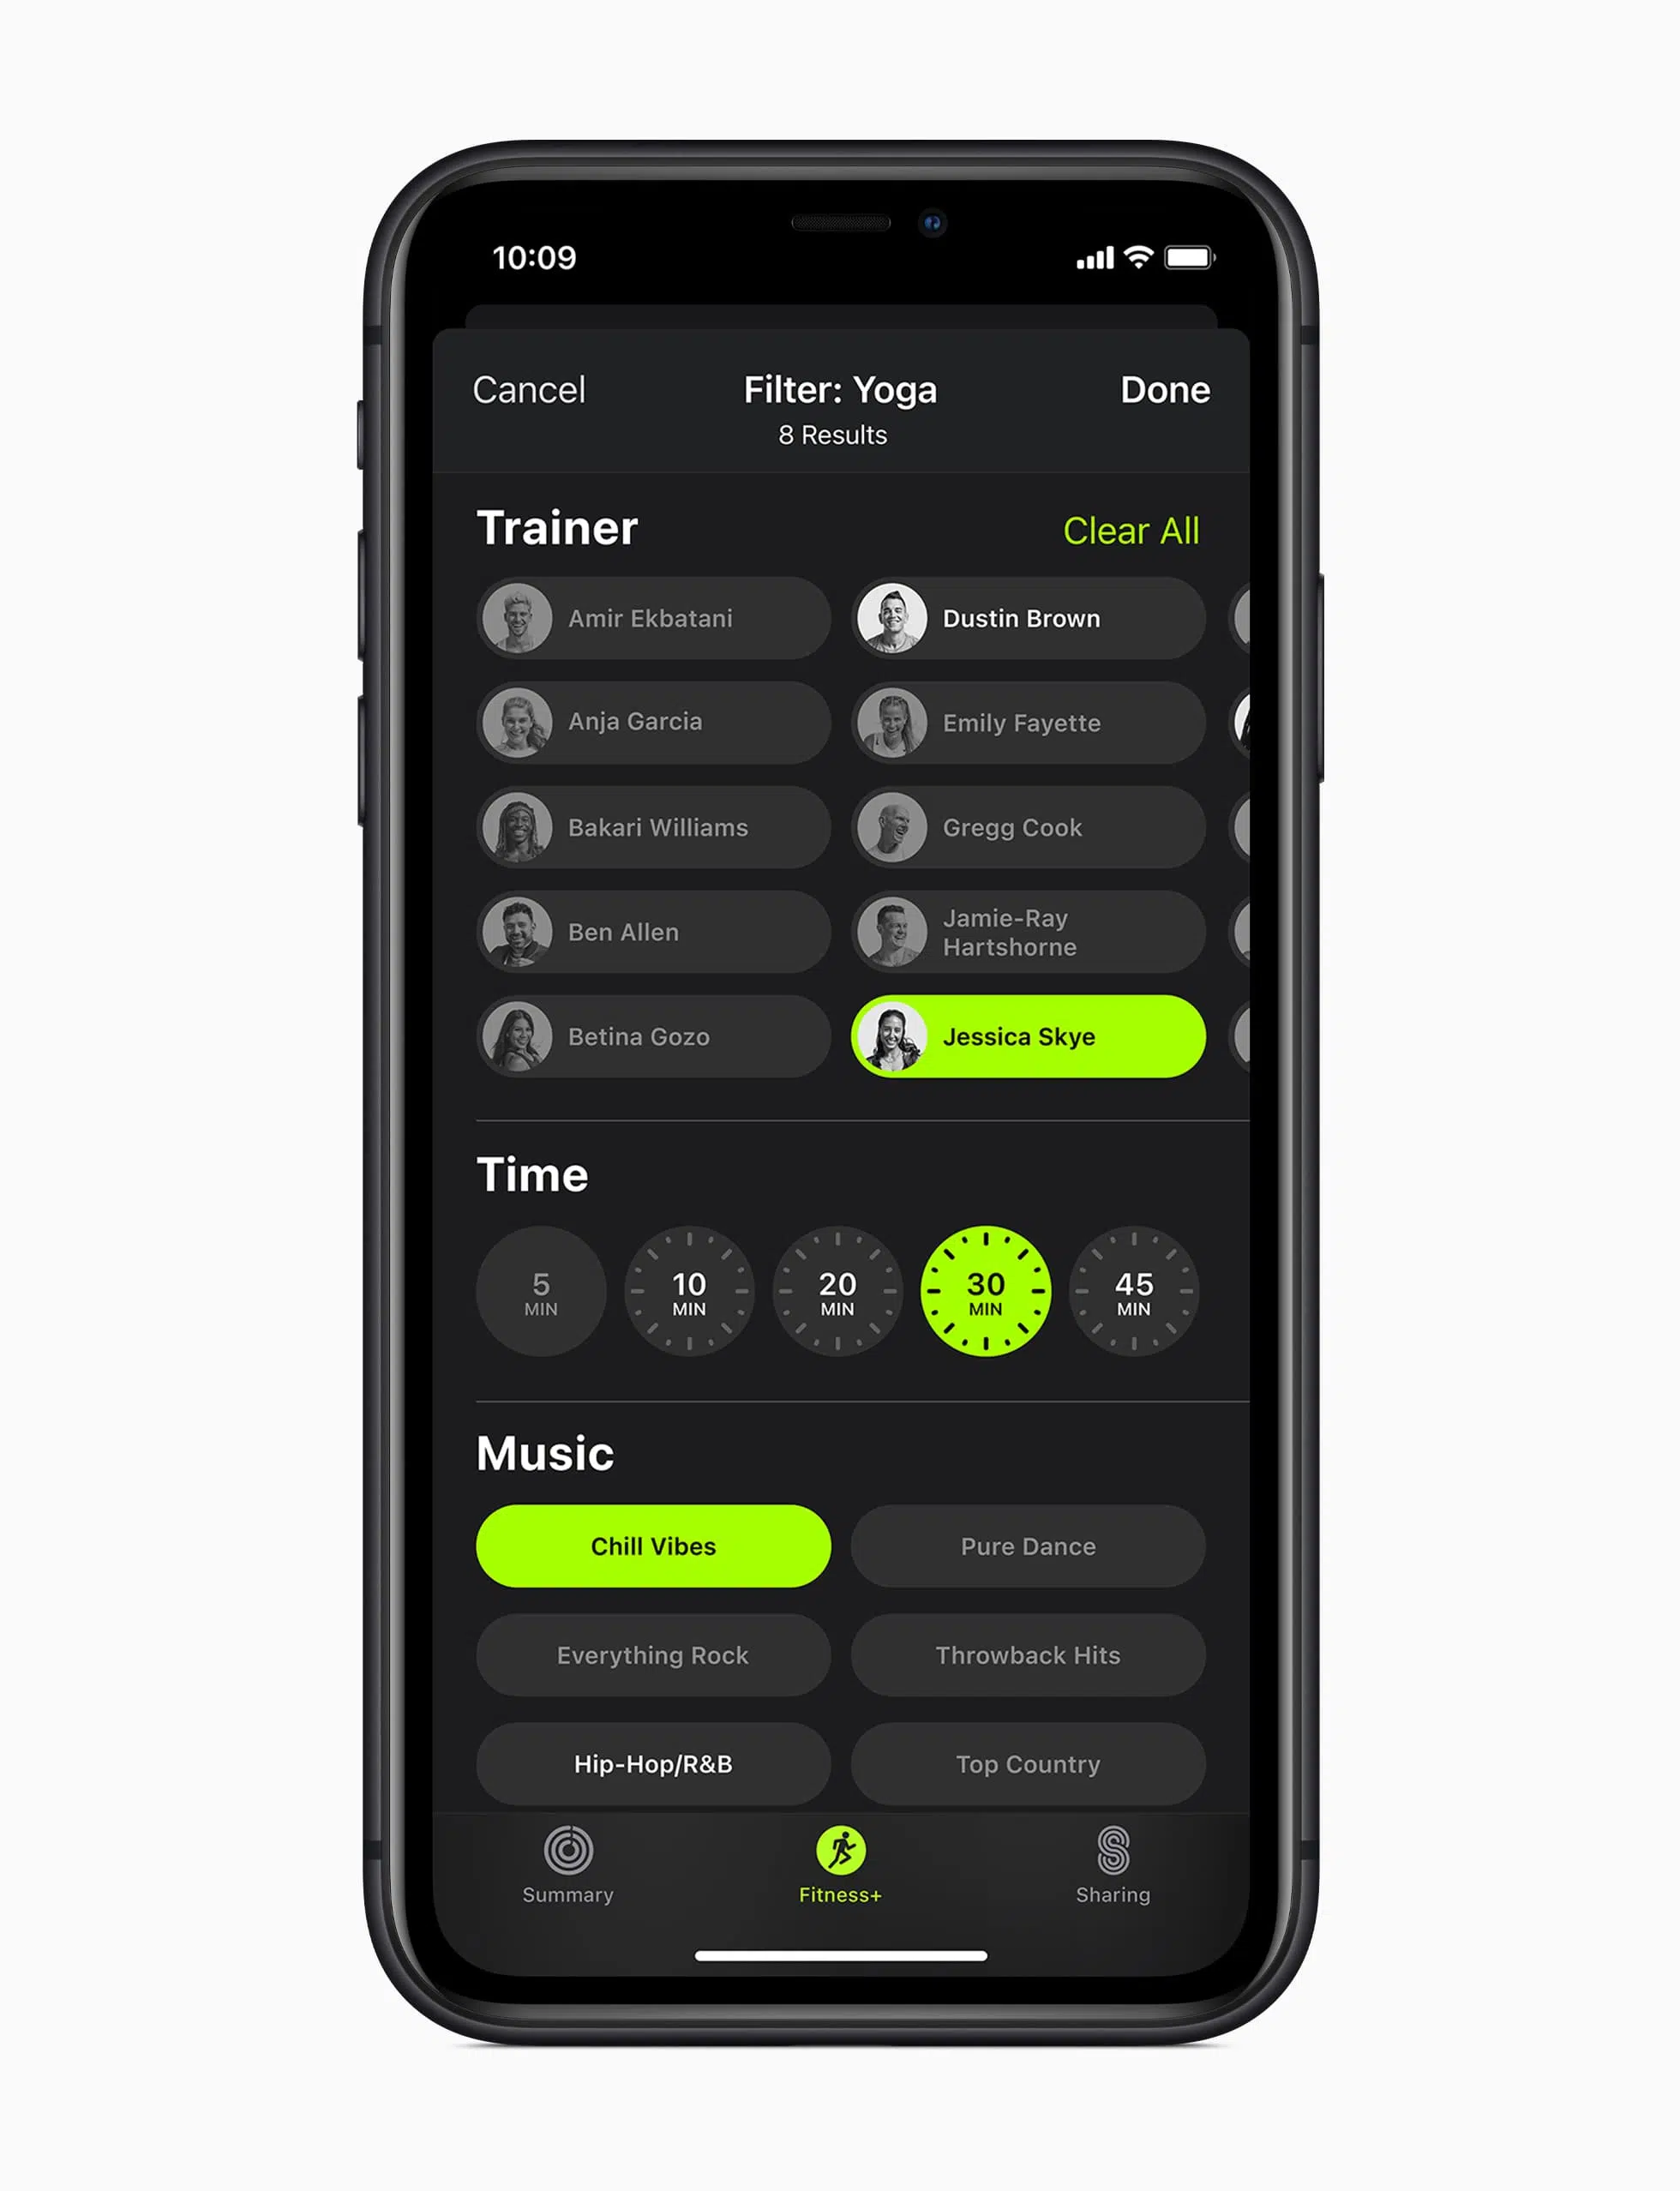 10:09
Cancel
Filter: Yoga
Done
8 Results
Trainer
Clear All
Amir Ekbatani
Dustin Brown
Anja Garcia
Emily Fayette
Bakari Williams
Gregg Cook
Ben Allen
Jamie-Ray
Hartshorne
Betina Gozo
Jessica Skye
Time
5
MIN
10
MIN
20
MIN
30
MIN
45
MIN
Music
Chill Vibes
Pure Dance
Everything Rock
Throwback Hits
Hip-Hop/R&B
Top Country
Summary
Fitness+
Sharing